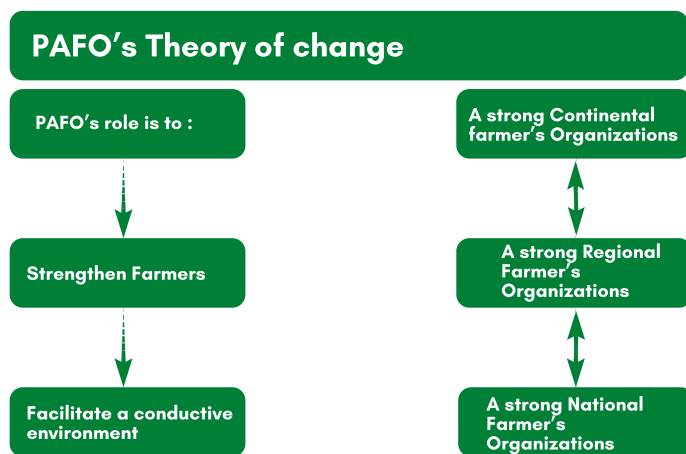 PAFO’s Theory of change
PAFO’s role is to :
Strengthen Farmers
Facilitate a conductive
environment
A strong Continental
farmer’s Organizations
A strong Regional
Farmer’s
Organizations
A strong National
Farmer’s
Organizations